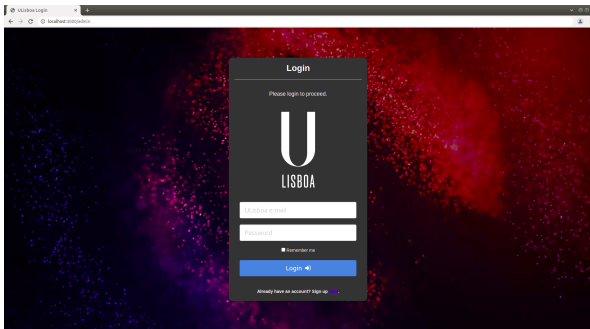 ULisboa Login
localhost:3000/admin
Login
Please login to proceed.
U
LISBOA
ULisboa e-mail
Password
Remember me
Login
Already have an account? Sign up here.